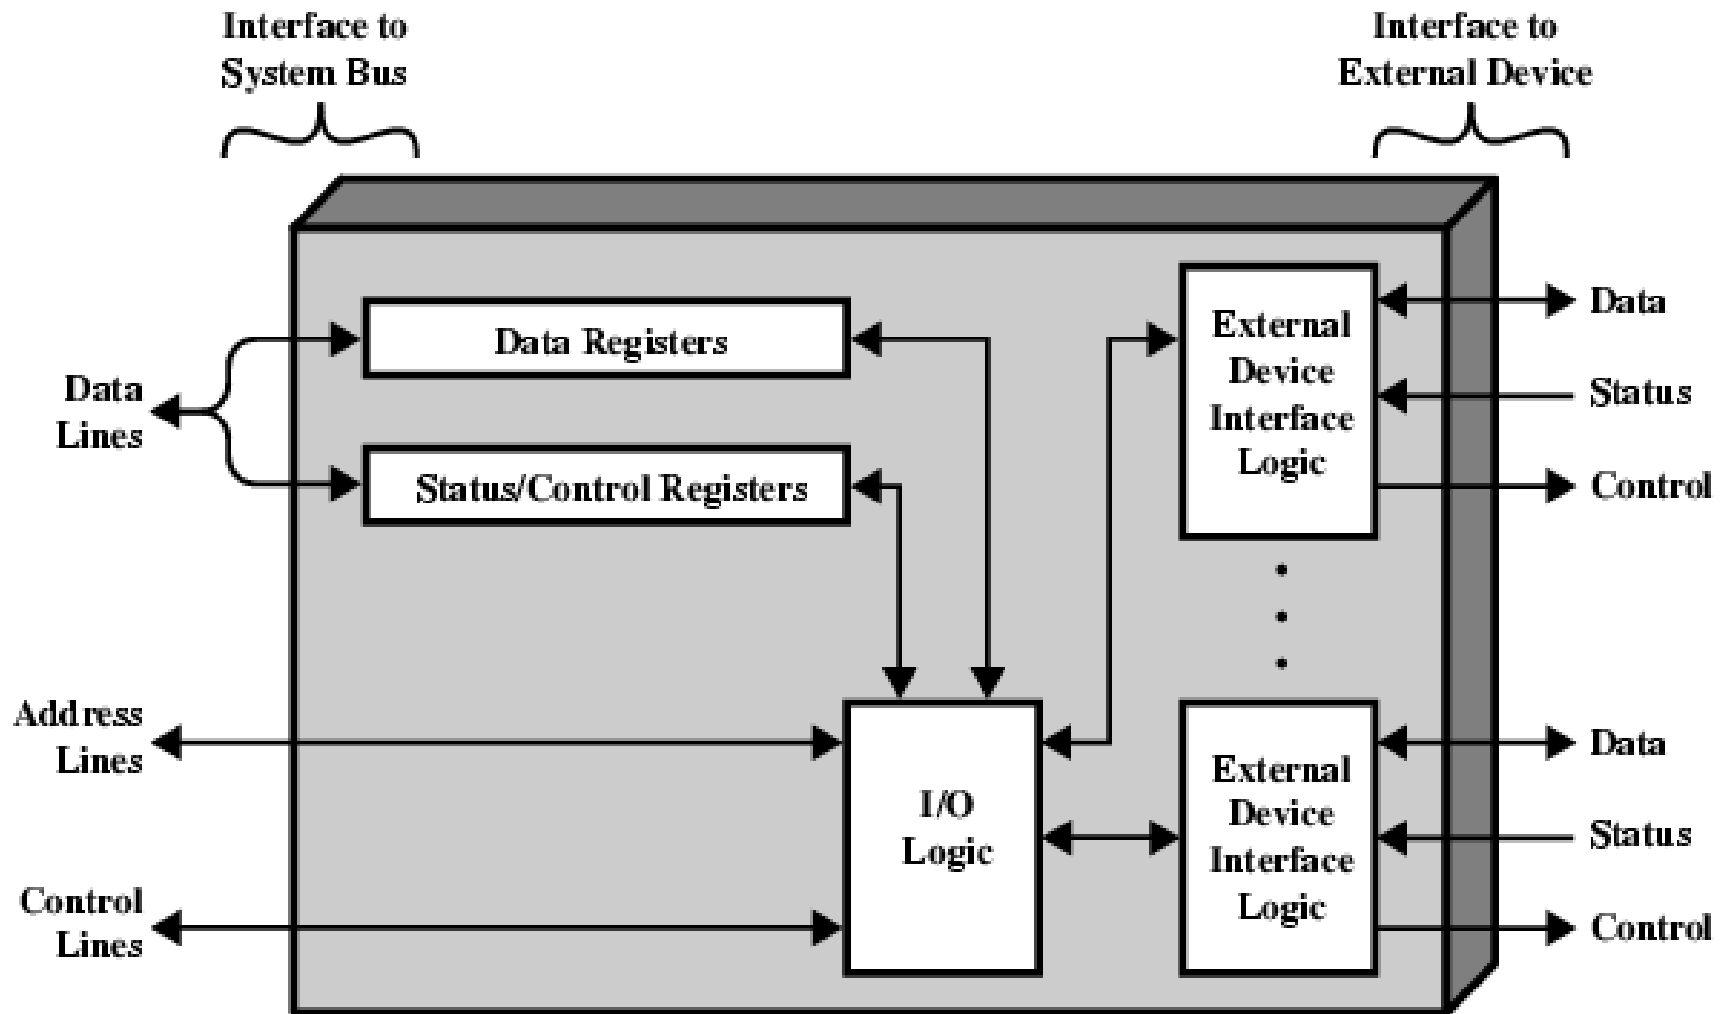 Interface to
System Bus
Interface to
External Device
Data Registers
Status/Control Registers
Data
Lines
Address
Lines
Control
Lines
I/O
Logic
External
Device
Interface
Logic
Data
Status
Control
External
Device
Interface
Logic
Data
Status
Control